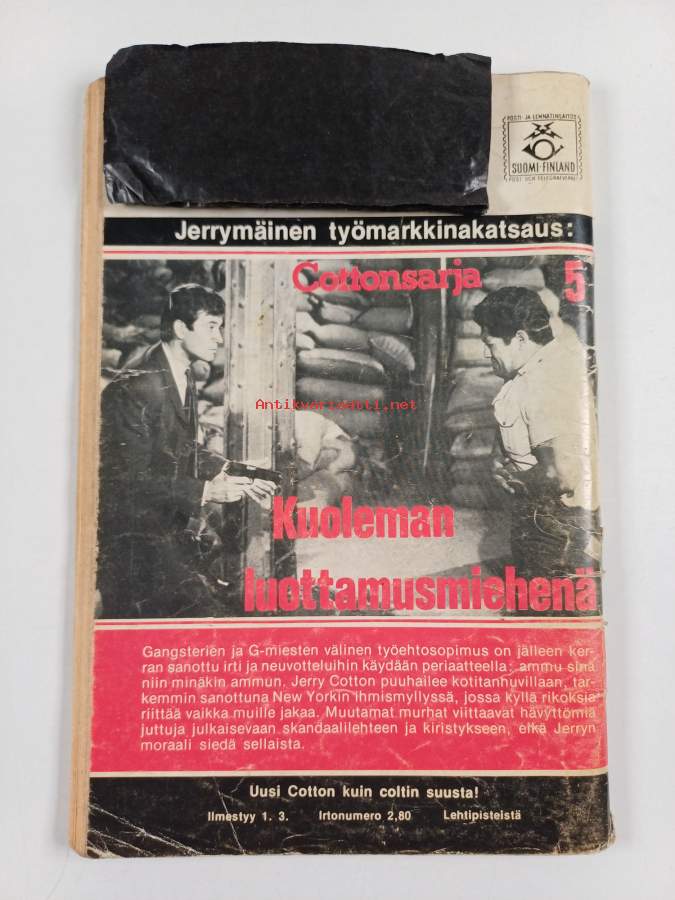 POSTI- JA LENNÄTINLAITOS
SUOMI-FINLAND
POST- OCH TELEGRAFVERKET
Jerrymäinen työmarkkinakatsaus:
Cottonsarja 5
Antikvariaatti.net
Kuoleman
luottamusmiehenä
Gangsterien ja G-miesten välinen työehtosopimus on jälleen ker-
ran sanottu irti ja neuvotteluihin käydään periaatteella: ammu sinä
niin minäkin ammun. Jerry Cotton puuhailee kotitanhuvillaan, tar-
kemmin sanottuna New Yorkin ihmismyllyssä, jossa kyllä rikoksia
riittää vaikka muille jakaa. Muutamat murhat viittaavat hävyttömiä
juttuja julkaisevaan skandaalilehteen ja kiristykseen, eikä Jerryn
moraali siedä sellaista.
Uusi Cotton kuin coltin suusta!
Ilmestyy 1. 3. Irtonumero 2,80 Lehtipisteistä